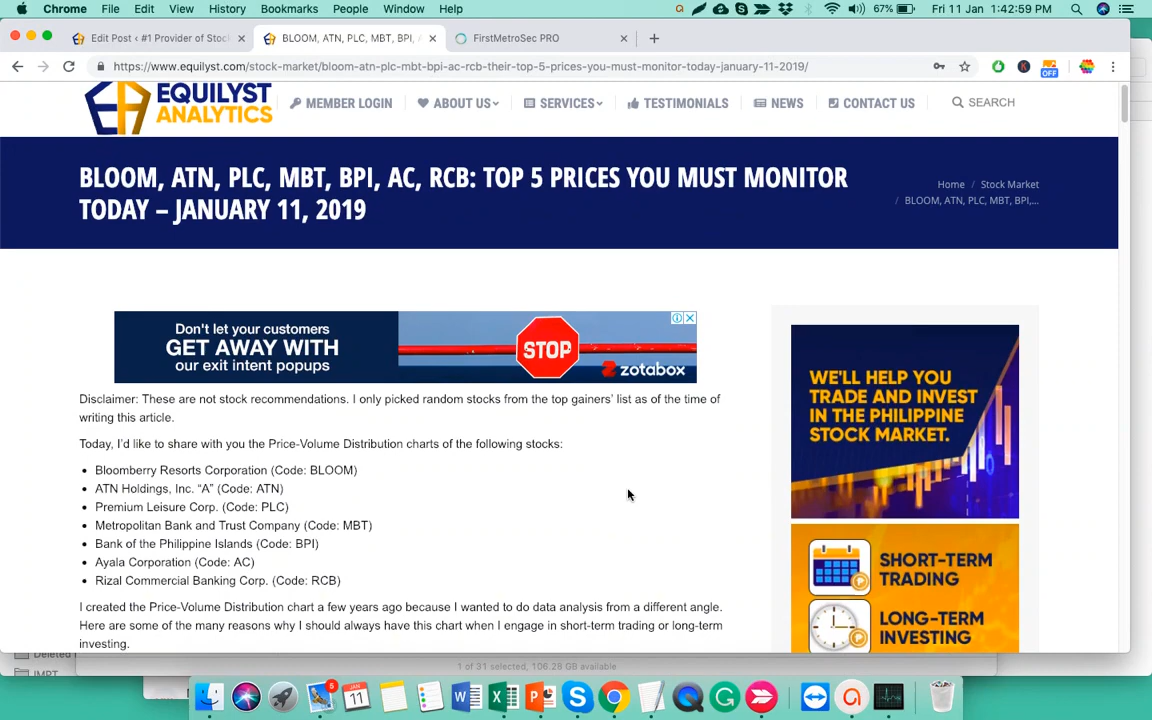 Chrome File Edit View History Bookmarks People Window Help 67% Fri 11 Jan 1:42:59 PM
Edit Post ‹ #1 Provider of Stoc
BLOOM, ATN, PLC, MBT, BPI, A
FirstMetroSec PRO
https://www.equilyst.com/stock-market/bloom-atn-plc-mbt-bpi-ac-rcb-their-top-5-prices-you-must-monitor-today-january-11-2019/
OFF
EQUILYST
ANALYTICS
MEMBER LOGIN ABOUT US SERVICES TESTIMONIALS NEWS CONTACT US SEARCH
BLOOM, ATN, PLC, MBT, BPI, AC, RCB: TOP 5 PRICES YOU MUST MONITOR
TODAY – JANUARY 11, 2019
Home / Stock Market
/ BLOOM, ATN, PLC, MBT, BPI,...
Don't let your customers
GET AWAY WITH
our exit intent popups
STOP
zotabox
Disclaimer: These are not stock recommendations. I only picked random stocks from the top gainers' list as of the time of
writing this article.
Today, I'd like to share with you the Price-Volume Distribution charts of the following stocks:
• Bloomberry Resorts Corporation (Code: BLOOM)
• ATN Holdings, Inc. “A” (Code: ATN)
• Premium Leisure Corp. (Code: PLC)
• Metropolitan Bank and Trust Company (Code: MBT)
• Bank of the Philippine Islands (Code: BPI)
• Ayala Corporation (Code: AC)
• Rizal Commercial Banking Corp. (Code: RCB)
I created the Price-Volume Distribution chart a few years ago because I wanted to do data analysis from a different angle.
Here are some of the many reasons why I should always have this chart when I engage in short-term trading or long-term
investing.
WE'LL HELP YOU
TRADE AND INVEST
IN THE PHILIPPINE
STOCK MARKET.
SHORT-TERM
TRADING
LONG-TERM
INVESTING
Deleted
1 of 31 selected, 106.28 GB available
5
JAN
11